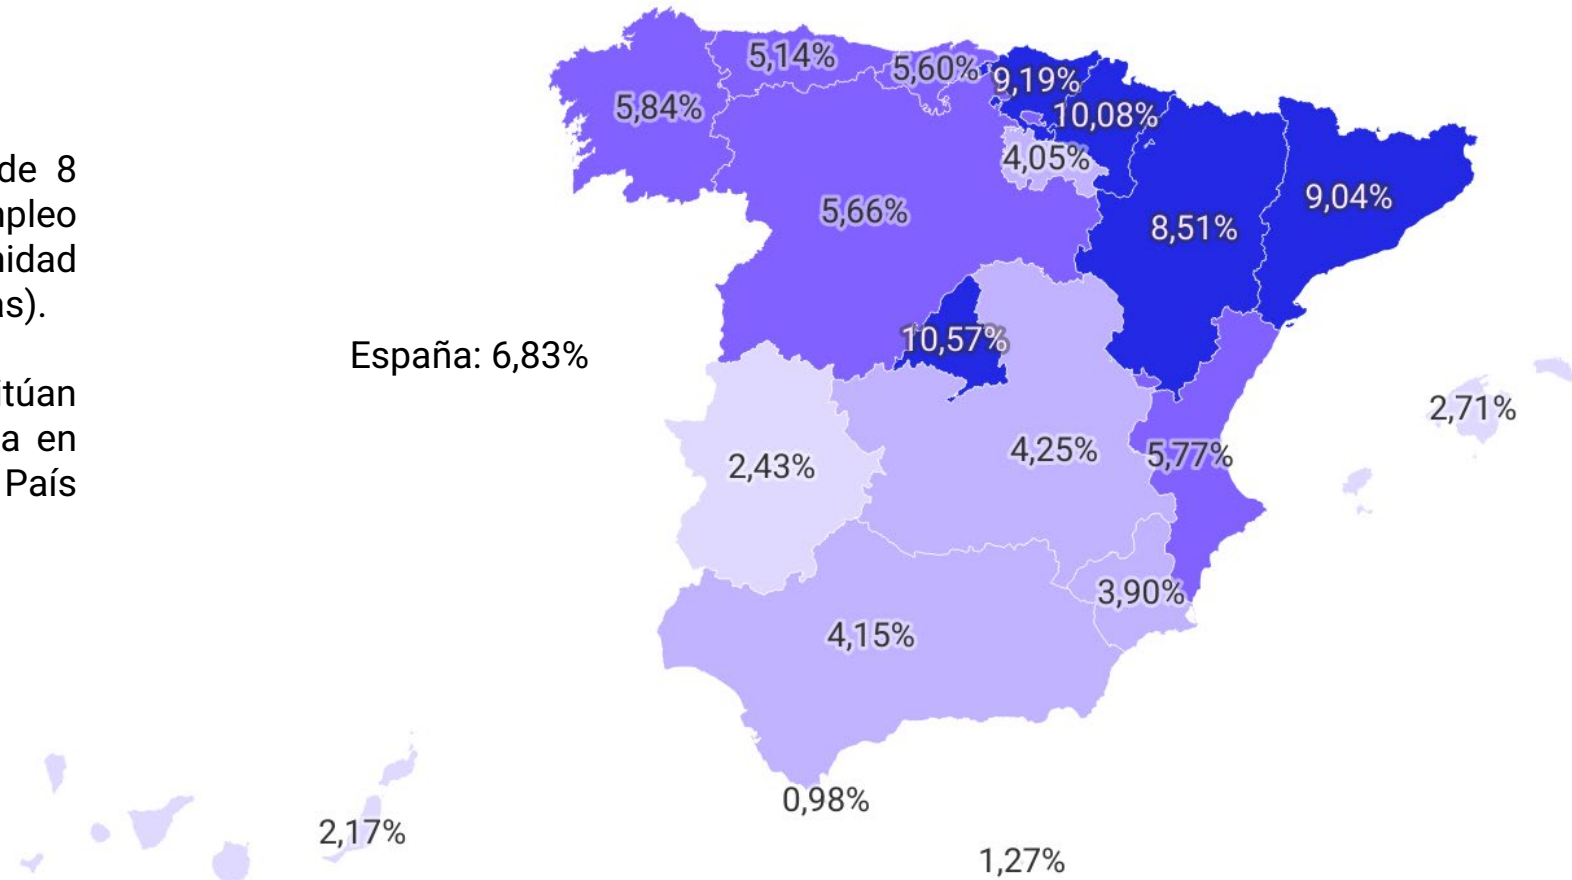 de 8
mpleo
nidad
as).
España: 6,83%
itúan
a en
País
5,14%
5,60%
9,19%
10,08%
5,84%
4,05%
5,66%
8,51%
9,04%
10,57%
2,71%
2,43%
4,25%
5,77%
3,90%
4,15%
0,98%
2,17%
1,27%